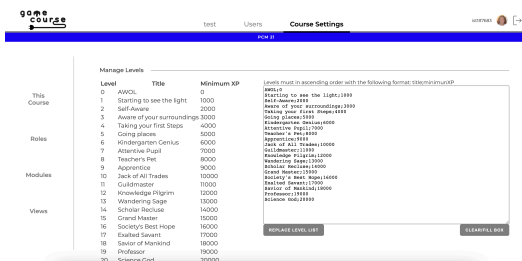 game
course
test Users Course Settings
ist187693
PCM 21
Manage Levels
This
Course
Roles
Modules
Views
Level Title Minimum XP
0 AWOL 0
1 Starting to see the light 1000
2 Self-Aware 2000
3 Aware of your surroundings 3000
4 Taking your first Steps 4000
5 Going places 5000
6 Kindergarten Genius 6000
7 Attentive Pupil 7000
8 Teacher's Pet 8000
9 Apprentice 9000
10 Jack of All Trades 10000
11 Guildmaster 11000
12 Knowledge Pilgrim 12000
13 Wandering Sage 13000
14 Scholar Recluse 14000
15 Grand Master 15000
16 Society's Best Hope 16000
17 Exalted Savant 17000
18 Savior of Mankind 18000
19 Professor 19000
20 Science God 20000
Levels must in ascending order with the following format: title;minimunXP
AWOL;0
Starting to see the light;1000
Self-Aware;2000
Aware of your surroundings;3000
Taking your first Steps;4000
Going places;5000
Kindergarten Genius;6000
Attentive Pupil;7000
Teacher's Pet;8000
Apprentice;9000
Jack of All Trades;10000
Guildmaster;11000
Knowledge Pilgrim;12000
Wandering Sage;13000
Scholar Recluse;14000
Grand Master;15000
Society's Best Hope;16000
Exalted Savant;17000
Savior of Mankind;18000
Professor;19000
Science God;20000
REPLACE LEVEL LIST
CLEAR/FILL BOX